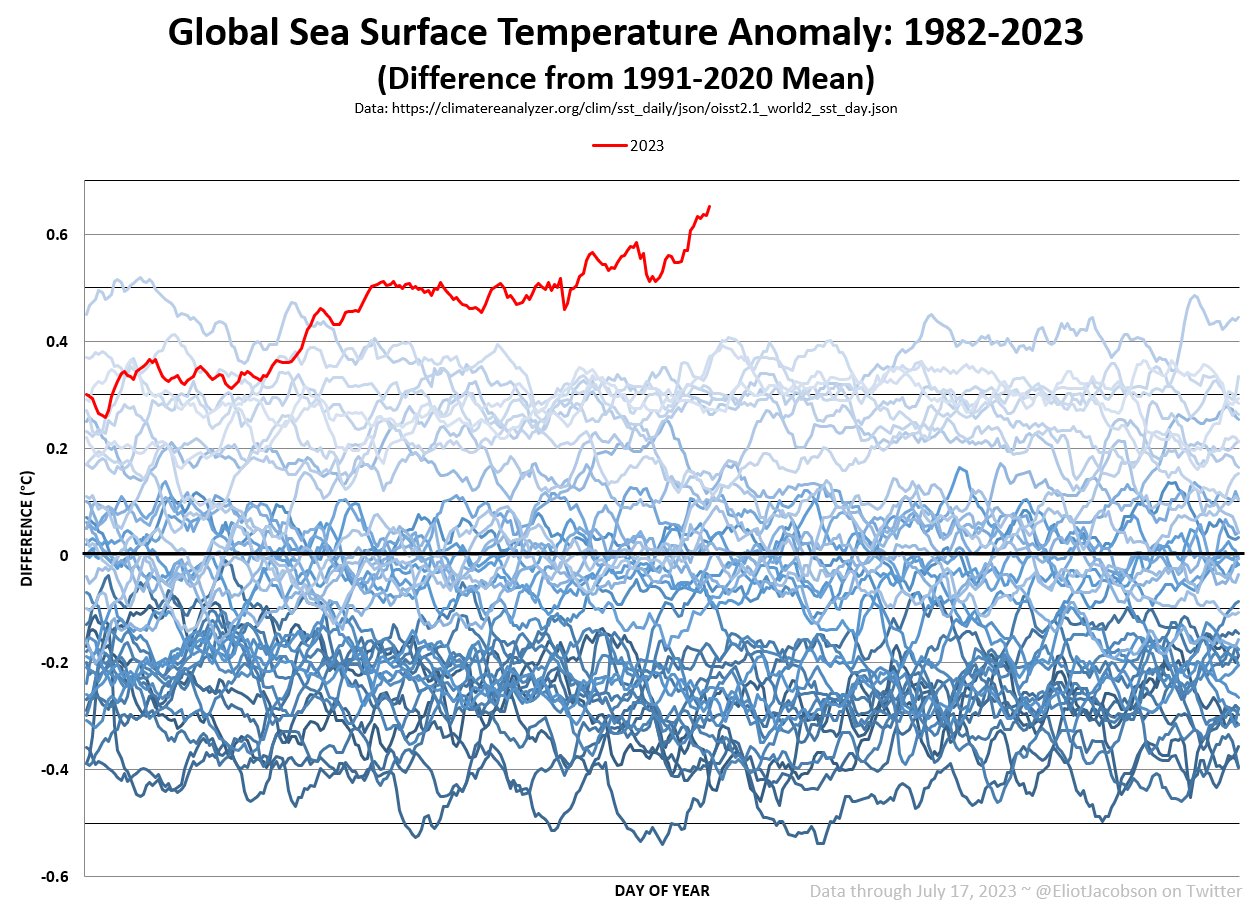 Global Sea Surface Temperature Anomaly: 1982-2023
(Difference from 1991-2020 Mean)
Data: https://climatereanalyzer.org/clim/sst_daily/json/oisst2.1_world2_sst_day.json
2023
0.6
0.4
0.2
0
-0.2
-0.4
-0.6
DIFFERENCE (°C)
DAY OF YEAR
Data through July 17, 2023 ~ @EliotJacobson on Twitter